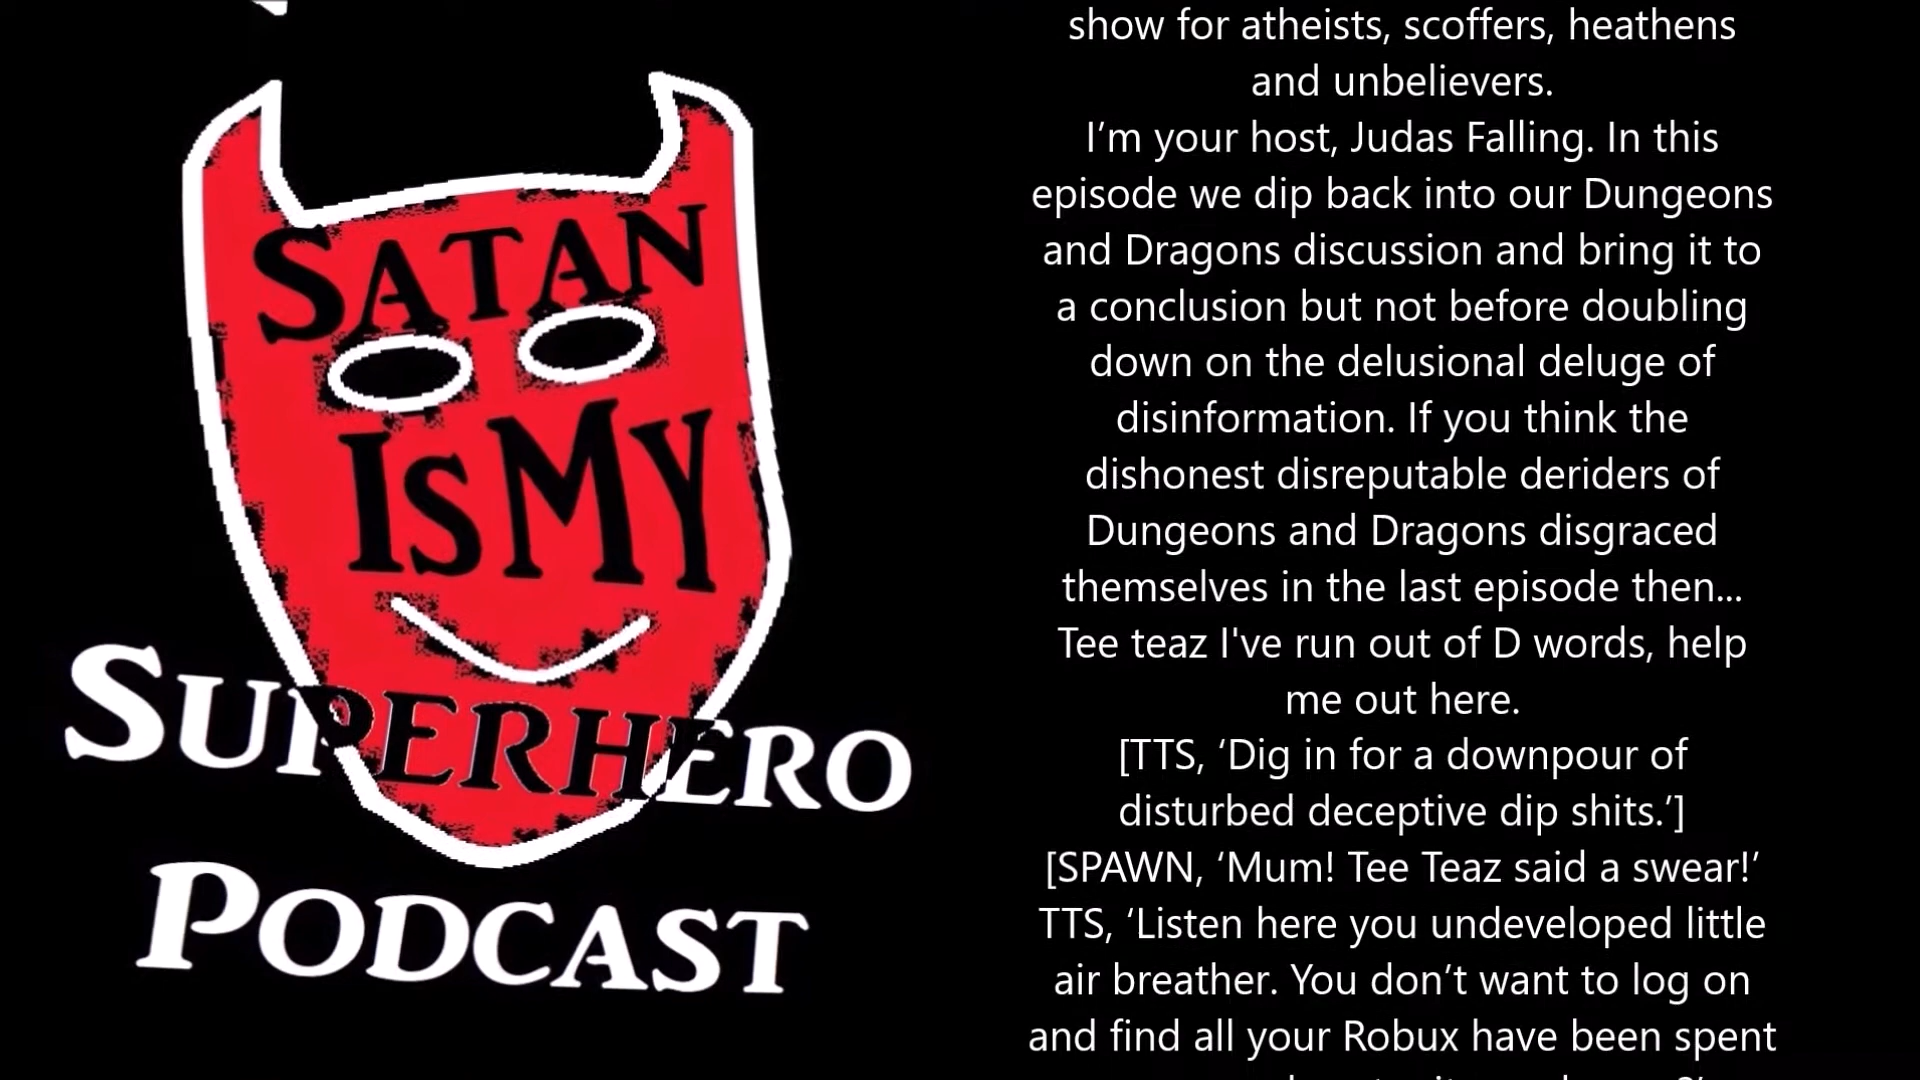 SATAN
IS MY
SUPERHERO
PODCAST
show for atheists, scoffers, heathens
and unbelievers.
I’m your host, Judas Falling. In this
episode we dip back into our Dungeons
and Dragons discussion and bring it to
a conclusion but not before doubling
down on the delusional deluge of
disinformation. If you think the
dishonest disreputable deriders of
Dungeons and Dragons disgraced
themselves in the last episode then...
Tee teaz I've run out of D words, help
me out here.
[TTS, ‘Dig in for a downpour of
disturbed deceptive dip shits.’]
[SPAWN, ‘Mum! Tee Teaz said a swear!’
TTS, ‘Listen here you undeveloped little
air breather. You don’t want to log on
and find all your Robux have been spent